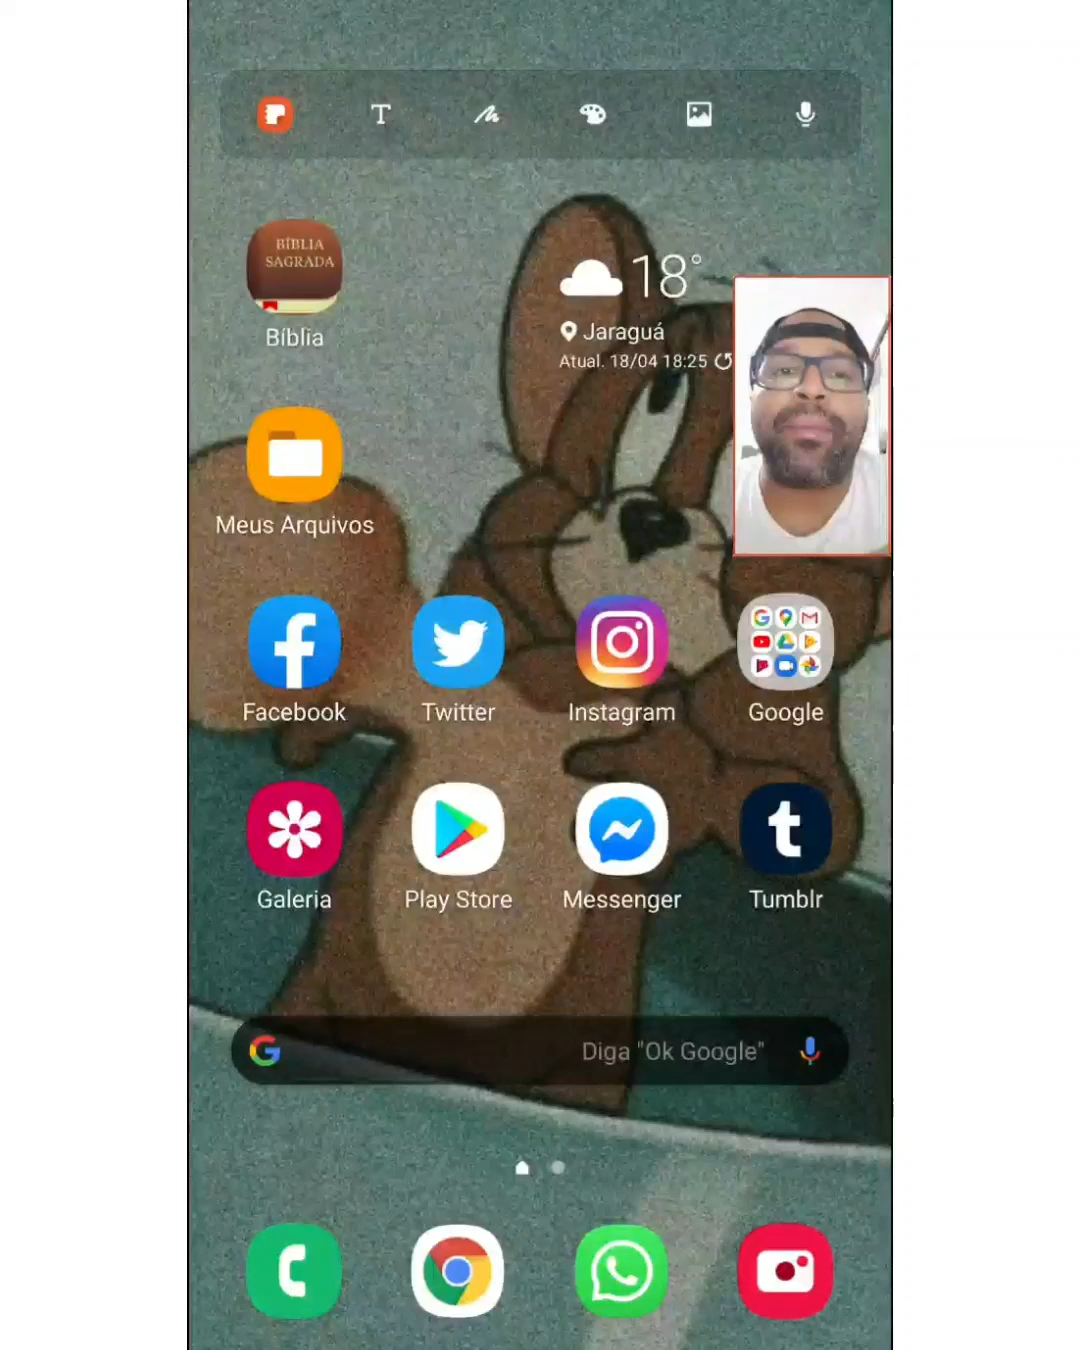 T
BÍBLIA
SAGRADA
Bíblia
18°
Jaraguá
Atual. 18/04 18:25
Meus Arquivos
Facebook
Twitter
Instagram
Google
Galeria
Play Store
Messenger
Tumblr
Diga "Ok Google"